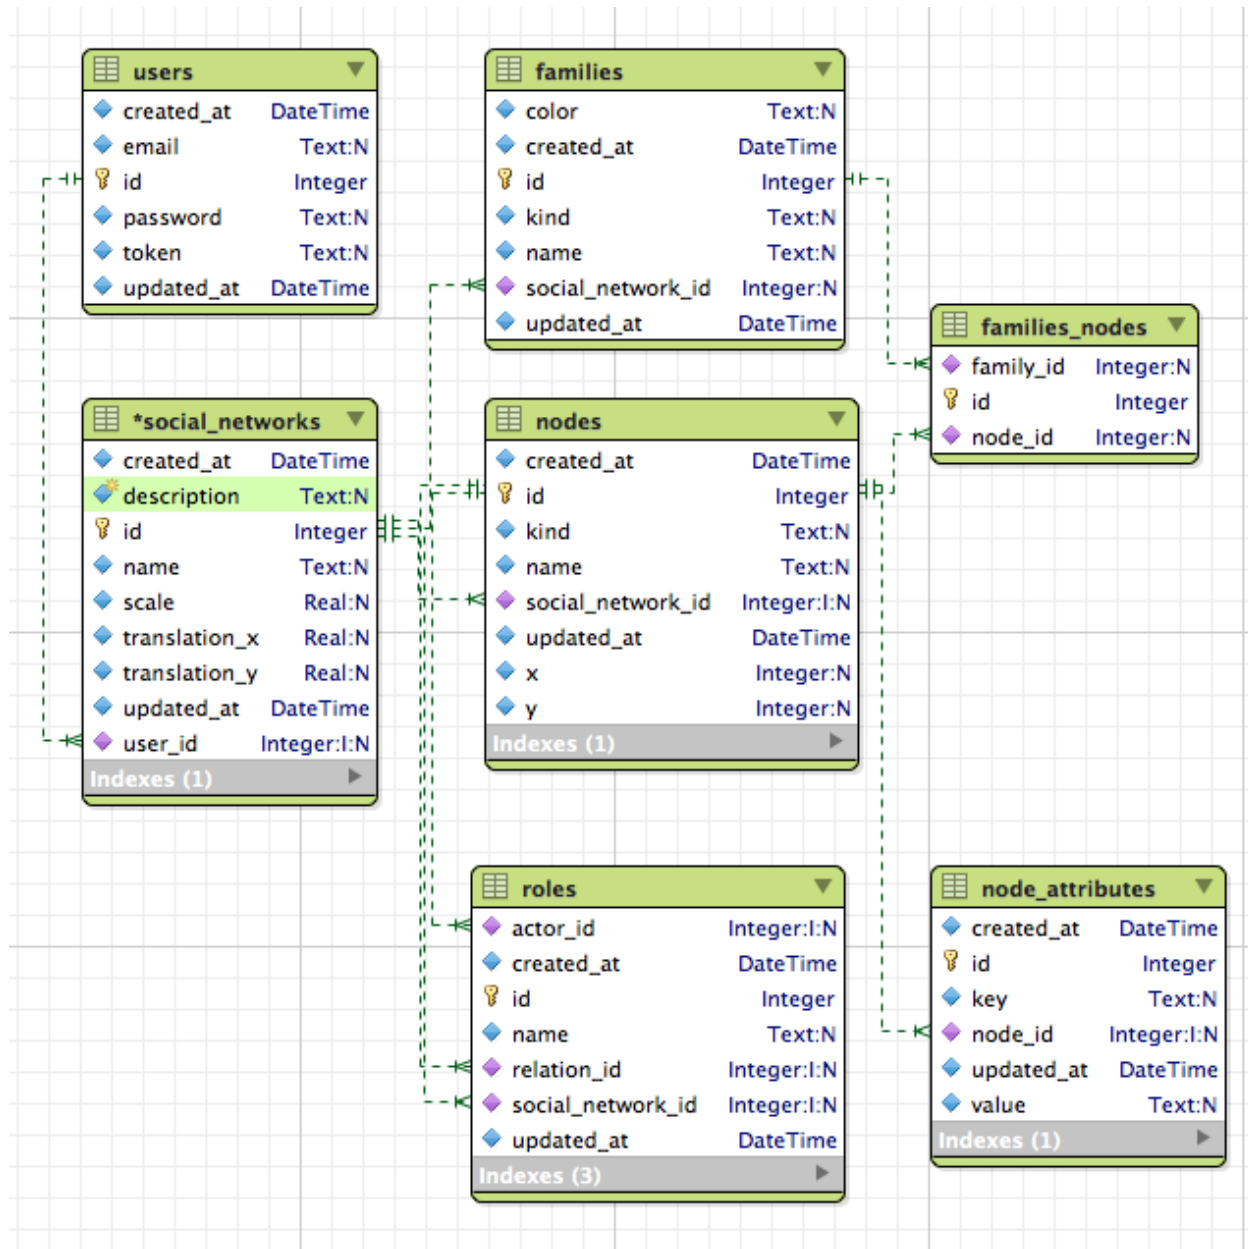 users
created_at DateTime
email Text:N
id Integer
password Text:N
token Text:N
updated_at DateTime
families
color Text:N
created_at DateTime
id Integer
kind Text:N
name Text:N
social_network_id Integer:N
updated_at DateTime
families_nodes
family_id Integer:N
id Integer
node_id Integer:N
*social_networks
created_at DateTime
description Text:N
id Integer
name Text:N
scale Real:N
translation_x Real:N
translation_y Real:N
updated_at DateTime
user_id Integer:I:N
Indexes (1)
nodes
created_at DateTime
id Integer
kind Text:N
name Text:N
social_network_id Integer:I:N
updated_at DateTime
x Integer:N
y Integer:N
Indexes (1)
roles
actor_id Integer:I:N
created_at DateTime
id Integer
name Text:N
relation_id Integer:I:N
social_network_id Integer:I:N
updated_at DateTime
Indexes (3)
node_attributes
created_at DateTime
id Integer
key Text:N
node_id Integer:I:N
updated_at DateTime
value Text:N
Indexes (1)